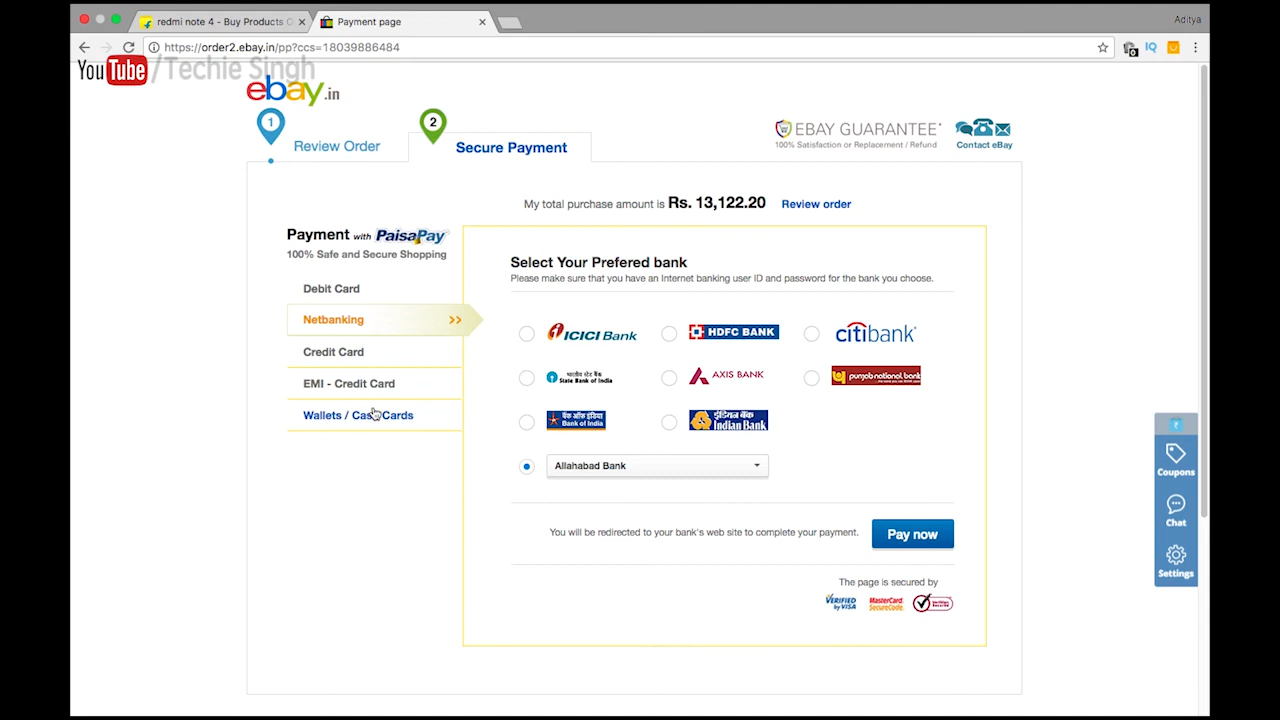 redmi note 4 - Buy Products O
Payment page
Aditya
https://order2.ebay.in/pp?ccs=18039886484
IQ
YouTube /Techie Singh
ebay.in
1
Review Order
2
Secure Payment
EBAY GUARANTEE*
100% Satisfaction or Replacement / Refund
Contact eBay
My total purchase amount is Rs. 13,122.20 Review order
Payment with PaisaPay
100% Safe and Secure Shopping
Debit Card
Netbanking >>
Credit Card
EMI - Credit Card
Wallets / Cash Cards
Select Your Prefered bank
Please make sure that you have an Internet banking user ID and password for the bank you choose.
ICICI Bank
HDFC BANK
citibank
भारतीय स्टेट बैंक
State Bank of India
AXIS BANK
punjab national bank
बैंक ऑफ़ इंडिया
Bank of India
इंडियन बैंक
Indian Bank
Allahabad Bank
You will be redirected to your bank's web site to complete your payment.
Pay now
The page is secured by
VERIFIED by VISA
MasterCard SecureCode.
Coupons
Chat
Settings